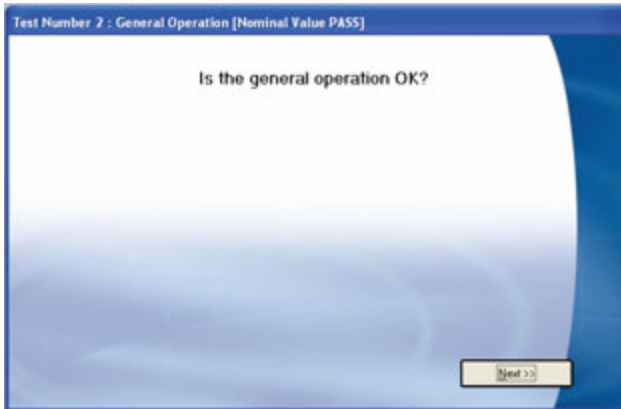 Test Number 2 : General Operation [Nominal Value PASS]
Is the general operation OK?
Next >>